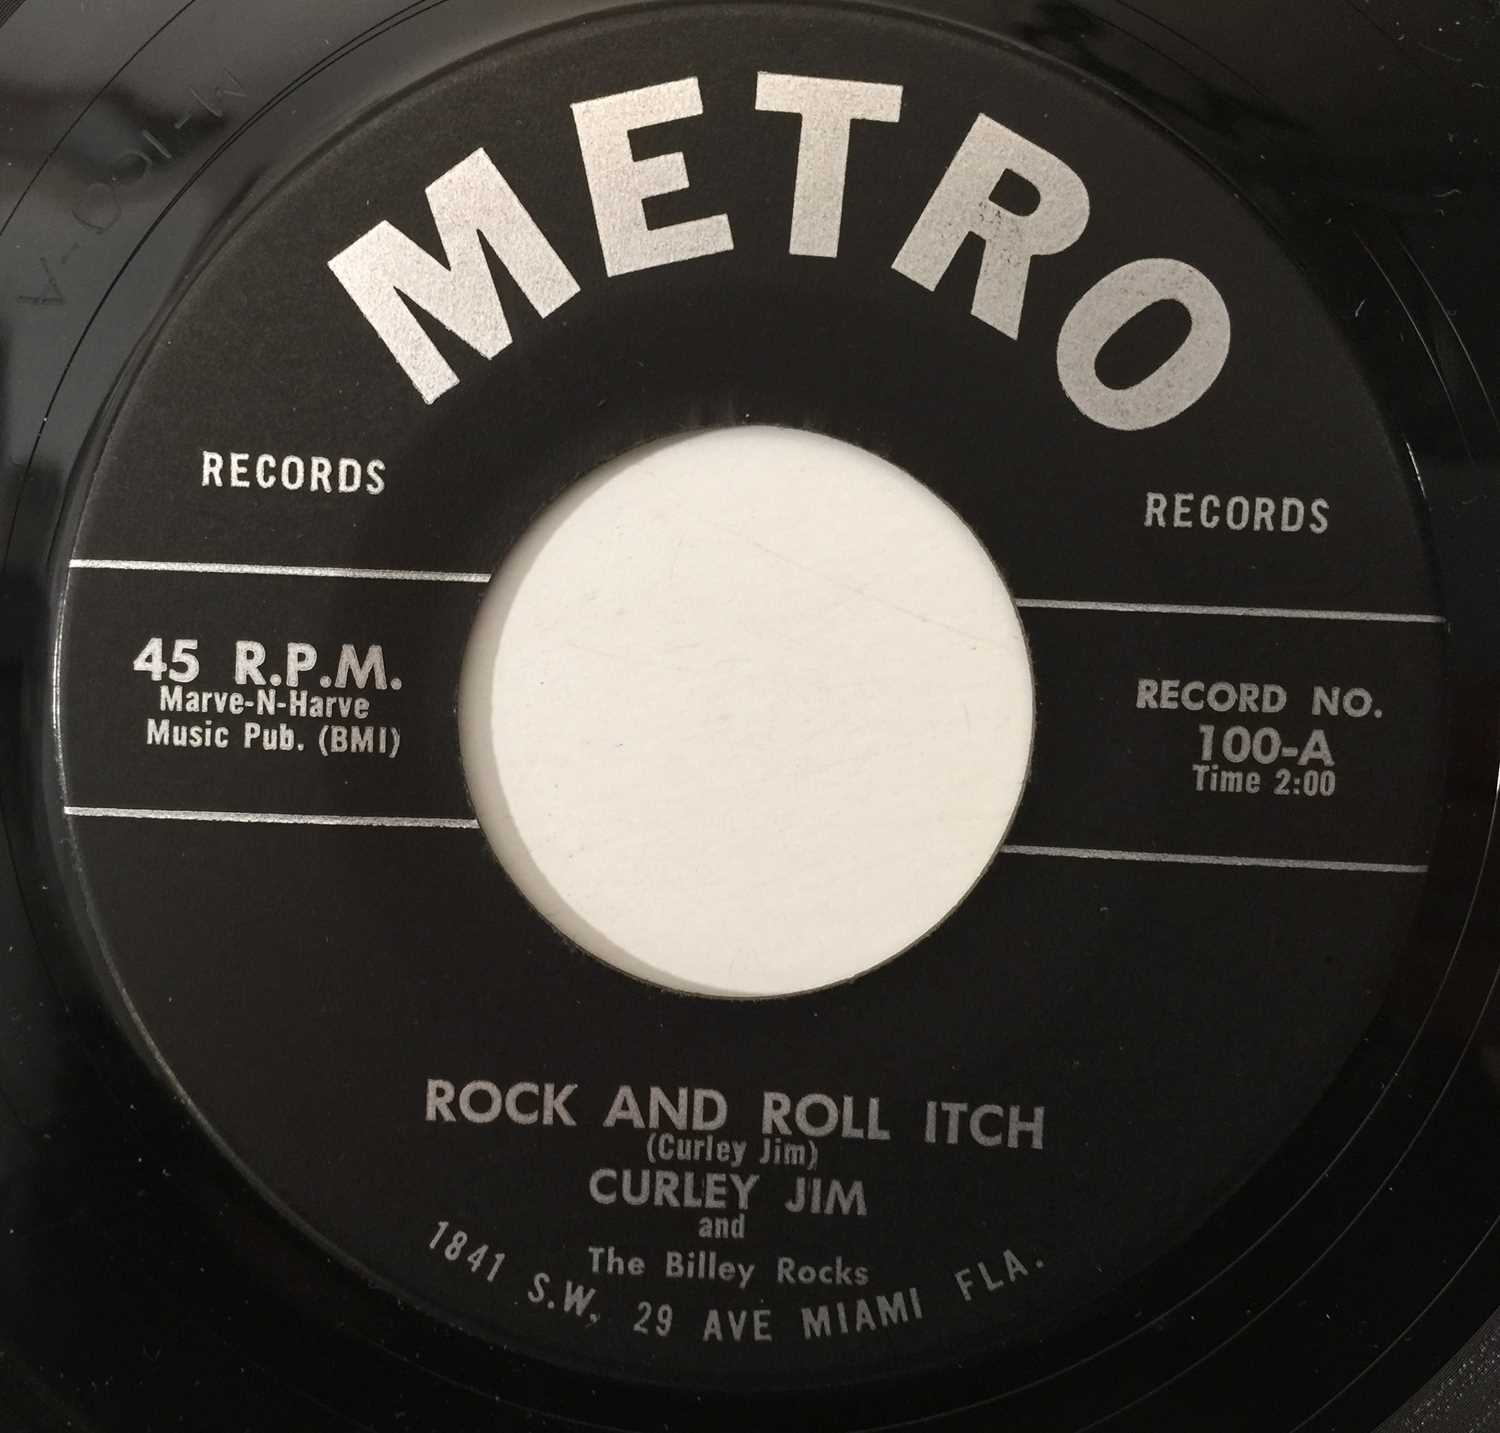 METRO
RECORDS
RECORDS
45 R.P.M.
Marve-N-Harve
Music Pub. (BMI)
RECORD NO.
100-A
Time 2:00
ROCK AND ROLL ITCH
(Curley Jim)
CURLEY JIM
and
The Billey Rocks
1841 S.W. 29 AVE MIAMI FLA.
M-100-A